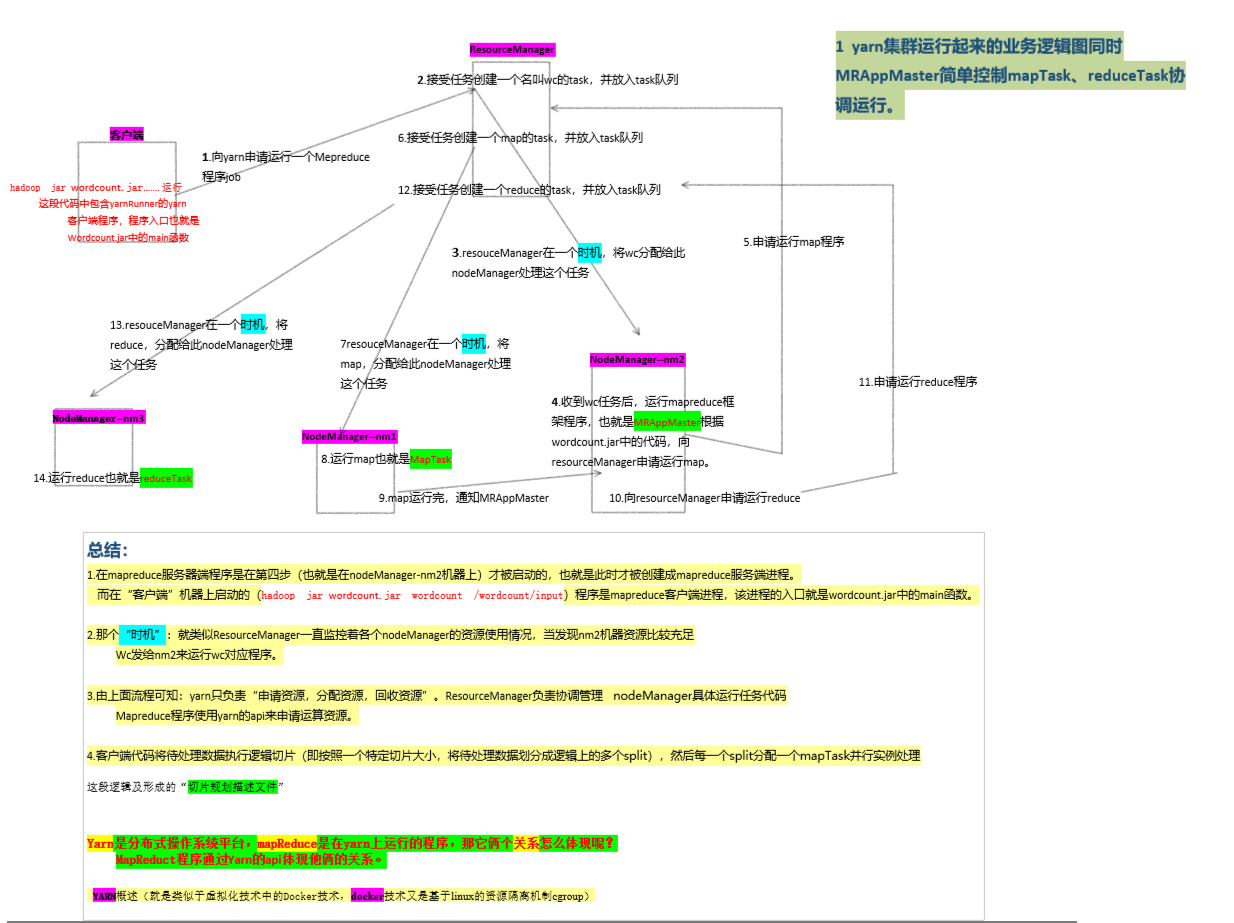 1 yarn集群运行起来的业务逻辑图同时
MRAppMaster简单控制mapTask、reduceTask协
调运行。
ResourceManager
2.接受任务创建一个名叫wc的task，并放入task队列
6.接受任务创建一个map的task，并放入task队列
12.接受任务创建一个reduce的task，并放入task队列
客户端
1.向yarn申请运行一个Mepreduce
程序job
hadoop jar wordcount.jar……运行
这段代码中包含yarnRunner的yarn
客户端程序，程序入口也就是
Wordcount.jar中的main函数
3.resouceManager在一个时机，将wc分配给此
nodeManager处理这个任务
5.申请运行map程序
13.resouceManager在一个时机，将
reduce，分配给此nodeManager处理
这个任务
7resouceManager在一个时机，将
map，分配给此nodeManager处理
这个任务
NodeManager--nm2
11.申请运行reduce程序
4.收到wc任务后，运行mapreduce框
架程序，也就是MRAppMaster根据
wordcount.jar中的代码，向
resourceManager申请运行map。
NodeManager--nm3
14.运行reduce也就是reduceTask
NodeManager--nm1
8.运行map也就是MapTask
9.map运行完，通知MRAppMaster
10.向resourceManager申请运行reduce
总结：
1.在mapreduce服务器端程序是在第四步（也就是在nodeManager-nm2机器上）才被启动的，也就是此时才被创建成mapreduce服务端进程。
而在“客户端”机器上启动的（hadoop jar wordcount.jar wordcount /wordcount/input）程序是mapreduce客户端进程，该进程的入口就是wordcount.jar中的main函数。
2.那个“时机”：就类似ResourceManager一直监控着各个nodeManager的资源使用情况，当发现nm2机器资源比较充足
Wc发给nm2来运行wc对应程序。
3.由上面流程可知：yarn只负责“申请资源，分配资源，回收资源”。ResourceManager负责协调管理 nodeManager具体运行任务代码
Mapreduce程序使用yarn的api来申请运算资源。
4.客户端代码将待处理数据执行逻辑切片（即按照一个特定切片大小，将待处理数据划分成逻辑上的多个split），然后每一个split分配一个mapTask并行实例处理
这段逻辑及形成的“切片规划描述文件”
Yarn是分布式操作系统平台，mapReduce是在yarn上运行的程序，那它俩个关系怎么体现呢？
MapReduct程序通过Yarn的api体现他俩的关系。
YARN概述（就是类似于虚拟化技术中的Docker技术，docker技术又是基于linux的资源隔离机制cgroup）